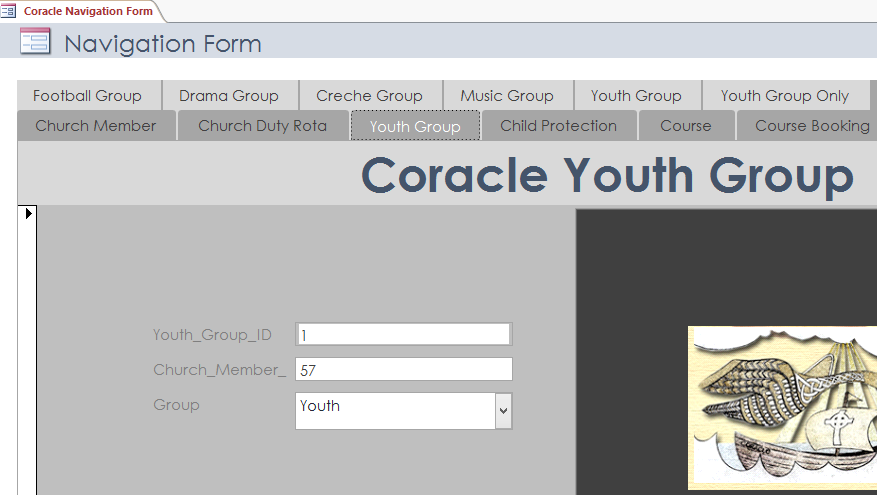 Coracle Navigation Form
Navigation Form
Football Group Drama Group Creche Group Music Group Youth Group Youth Group Only
Church Member Church Duty Rota Youth Group Child Protection Course Course Booking
Coracle Youth Group
Youth_Group_ID 1
Church_Member_ 57
Group Youth